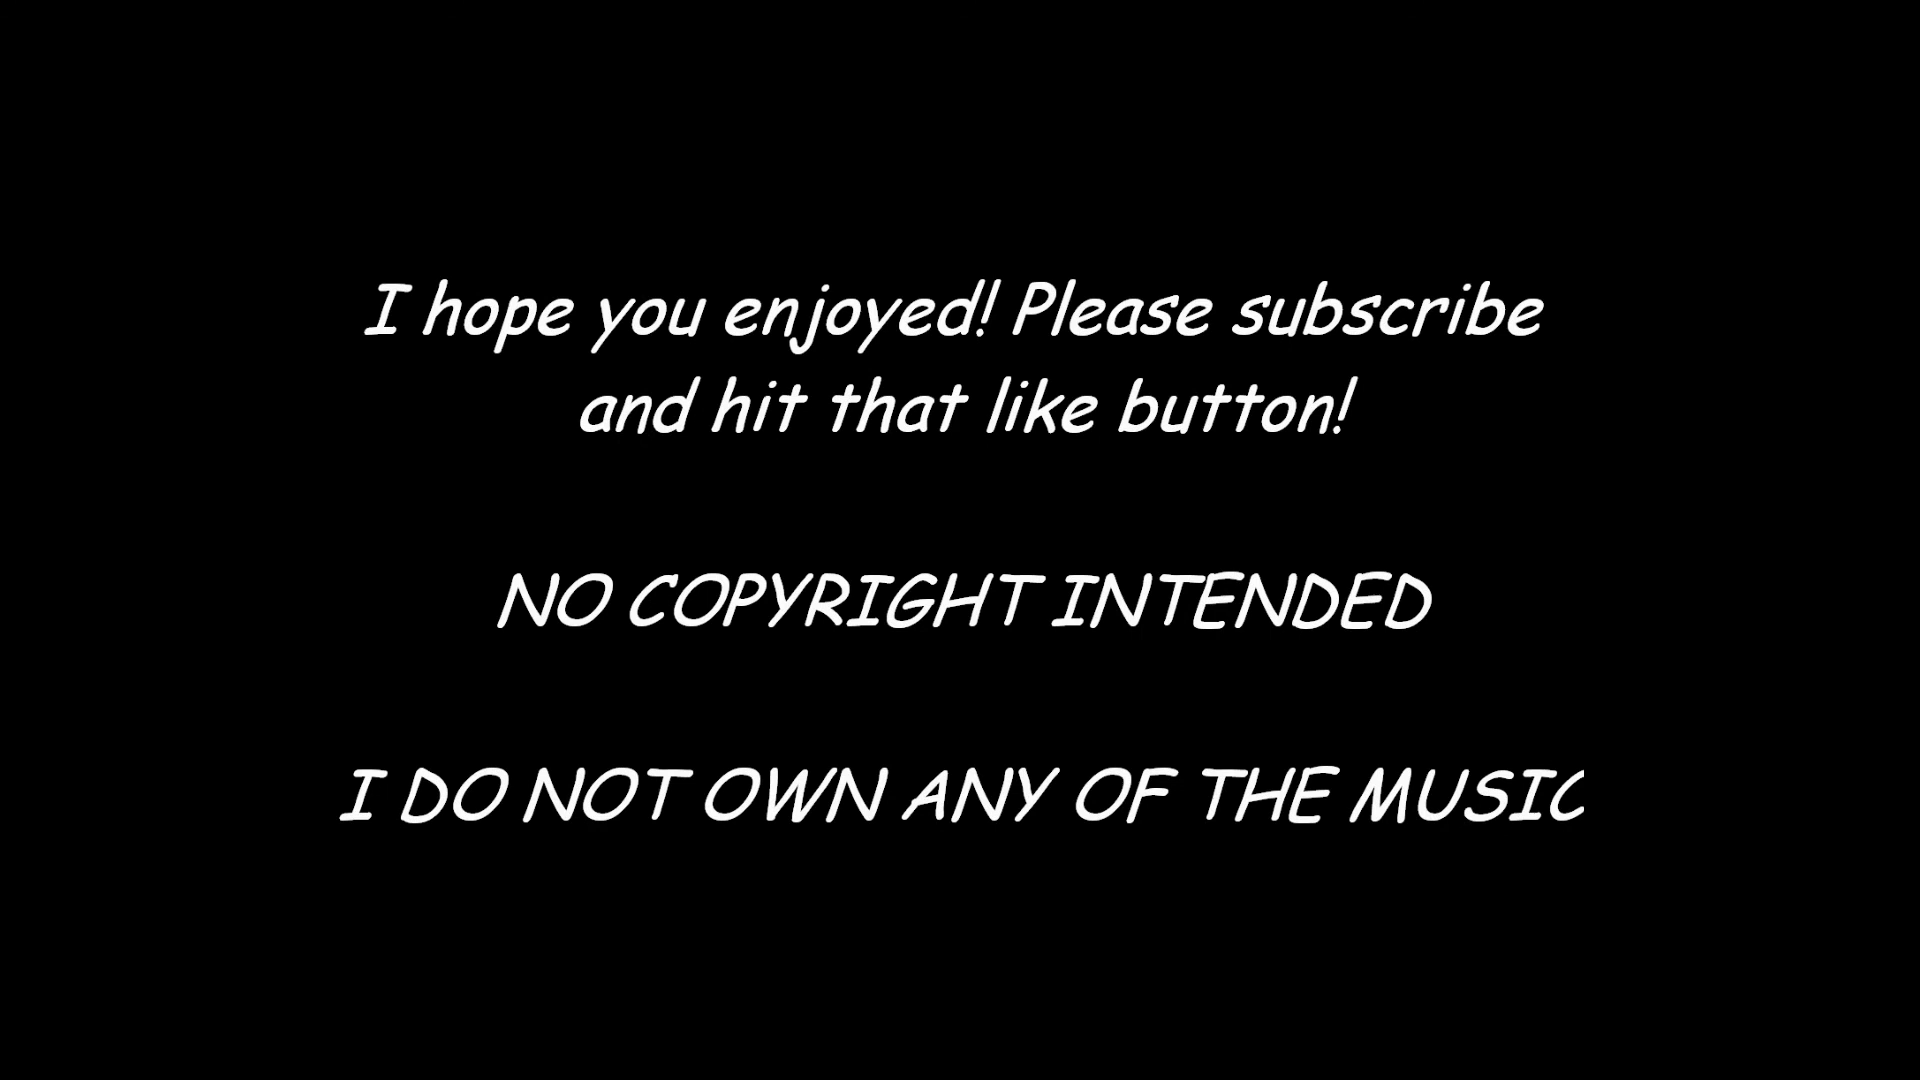 I hope you enjoyed! Please subscribe
and hit that like button!
NO COPYRIGHT INTENDED
I DO NOT OWN ANY OF THE MUSIC